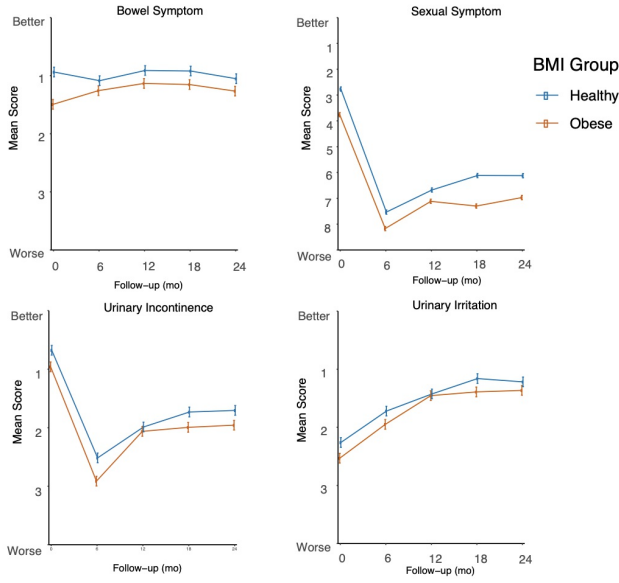 Bowel Symptom
Better
1
2
3
Worse
Mean Score
0 6 12 18 24
Follow-up (mo)
Sexual Symptom
Better
1
2
3
4
5
6
7
8
Worse
Mean Score
0 6 12 18 24
Follow-up (mo)
BMI Group
Healthy
Obese
Urinary Incontinence
Better
1
2
3
Worse
Mean Score
0 6 12 18 24
Follow-up (mo)
Urinary Irritation
Better
1
2
3
Worse
Mean Score
0 6 12 18 24
Follow-up (mo)